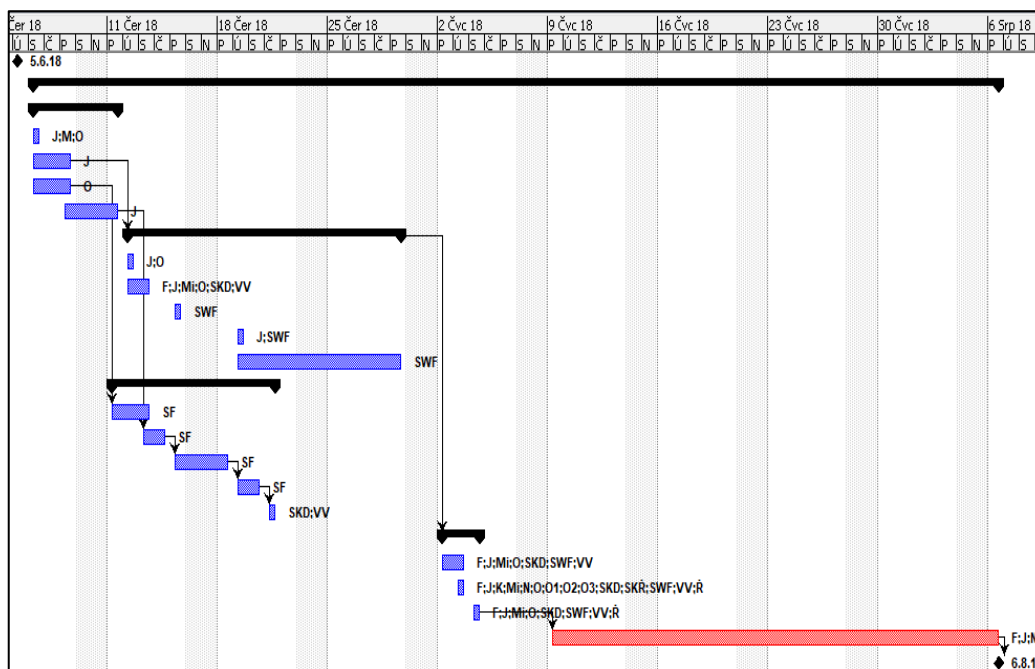 Čer 18 11 Čer 18 18 Čer 18 25 Čer 18 2 Čvc 18 9 Čvc 18 16 Čvc 18 23 Čvc 18 30 Čvc 18 6 Srp 18
Ú S Č P S N P Ú S Č P S N P Ú S Č P S N P Ú S Č P S N P Ú S Č P S N P Ú S Č P S N P Ú S Č P S N P Ú S Č P S N P Ú S Č P S N P Ú S
5.6.18
J;M;O
J
O
J
J;O
F;J;Mi;O;SKD;VV
SWF
J;SWF
SWF
SF
SF
SF
SF
SKD;VV
F;J;Mi;O;SKD;SWF;VV
F;J;K;Mi;N;O;O1;O2;O3;SKD;SKŘ;SWF;VV;Ř
F;J;Mi;O;SKD;SWF;VV;Ř
F;J;M
6.8.1